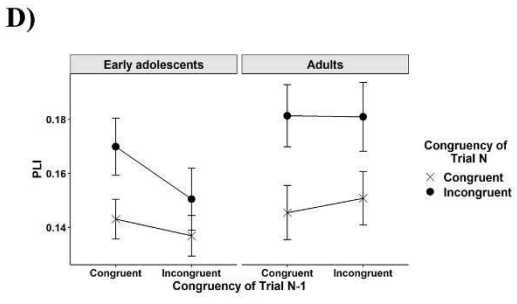 D)
Early adolescents Adults
0.18
0.16
0.14
PLI
Congruent Incongruent Congruent Incongruent
Congruency of Trial N-1
Congruency of
Trial N
Congruent
Incongruent